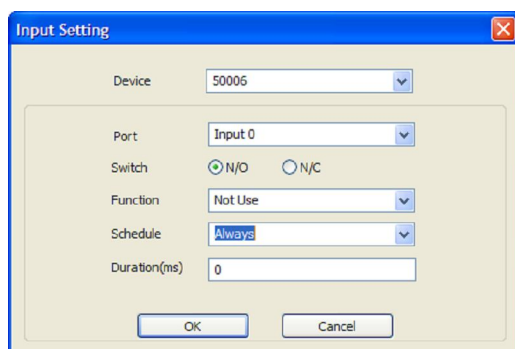 Input Setting
Device 50006
Port Input 0
Switch N/O N/C
Function Not Use
Schedule Always
Duration(ms) 0
OK Cancel